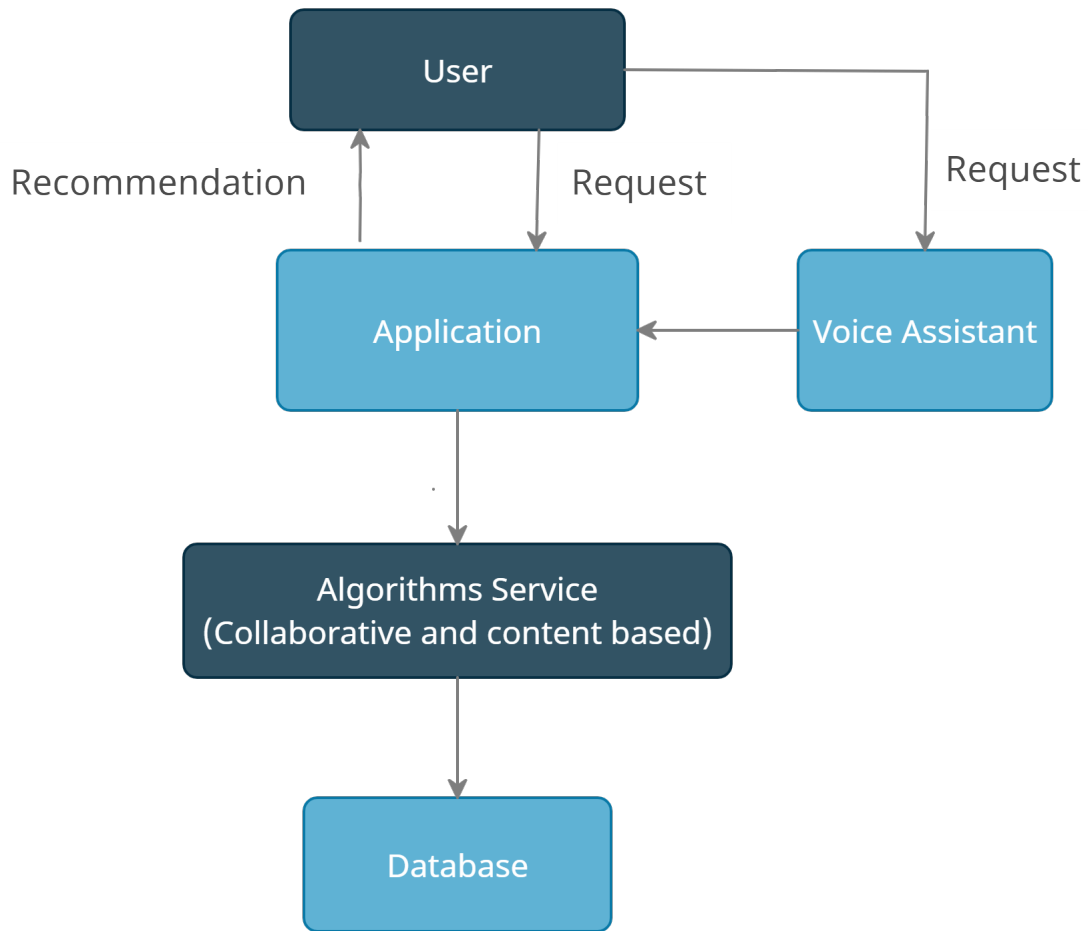 User
Recommendation
Request
Request
Application
Voice Assistant
Algorithms Service
(Collaborative and content based)
Database